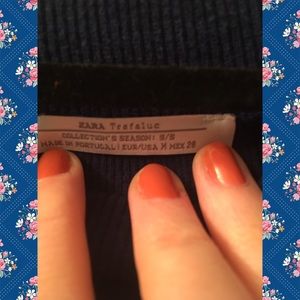 ZARA Trafaluc
COLLECTION'S SEASON: S/S
MADE IN PORTUGAL| EUR/USA M MEX 28